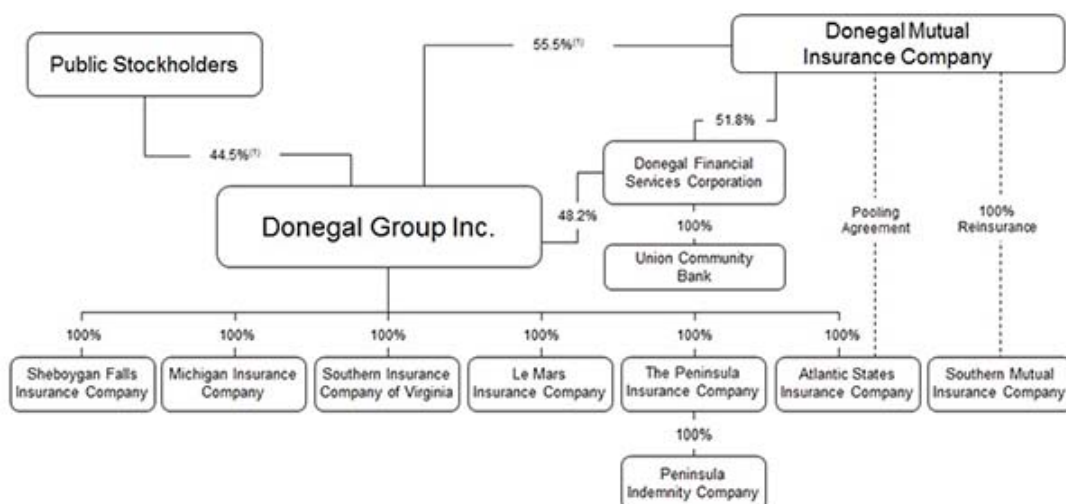 Donegal Mutual
Insurance Company
Public Stockholders
55.5%(1)
51.8%
44.5%(1)
Donegal Financial
Services Corporation
Donegal Group Inc.
48.2%
100%
Union Community
Bank
Pooling
Agreement
100%
Reinsurance
100%
100%
100%
100%
100%
100%
Sheboygan Falls
Insurance Company
Michigan Insurance
Company
Southern Insurance
Company of Virginia
Le Mars
Insurance Company
The Peninsula
Insurance Company
Atlantic States
Insurance Company
Southern Mutual
Insurance Company
100%
Peninsula
Indemnity Company